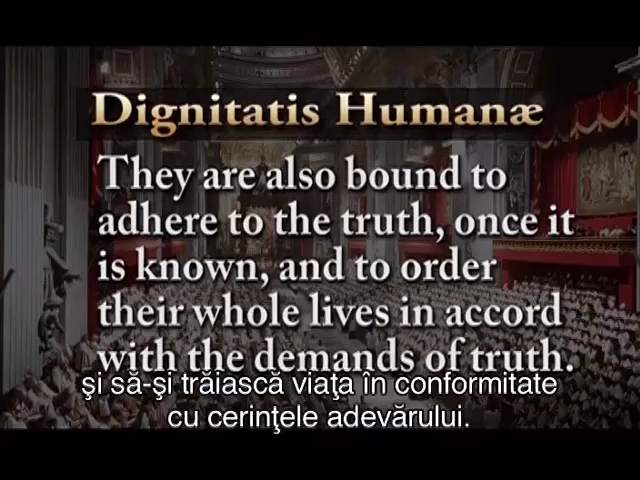 Dignitatis Humanæ
They are also bound to
adhere to the truth, once it
is known, and to order
their whole lives in accord
with the demands of truth.
şi să-şi trăiască viaţa în conformitate
cu cerinţele adevărului.